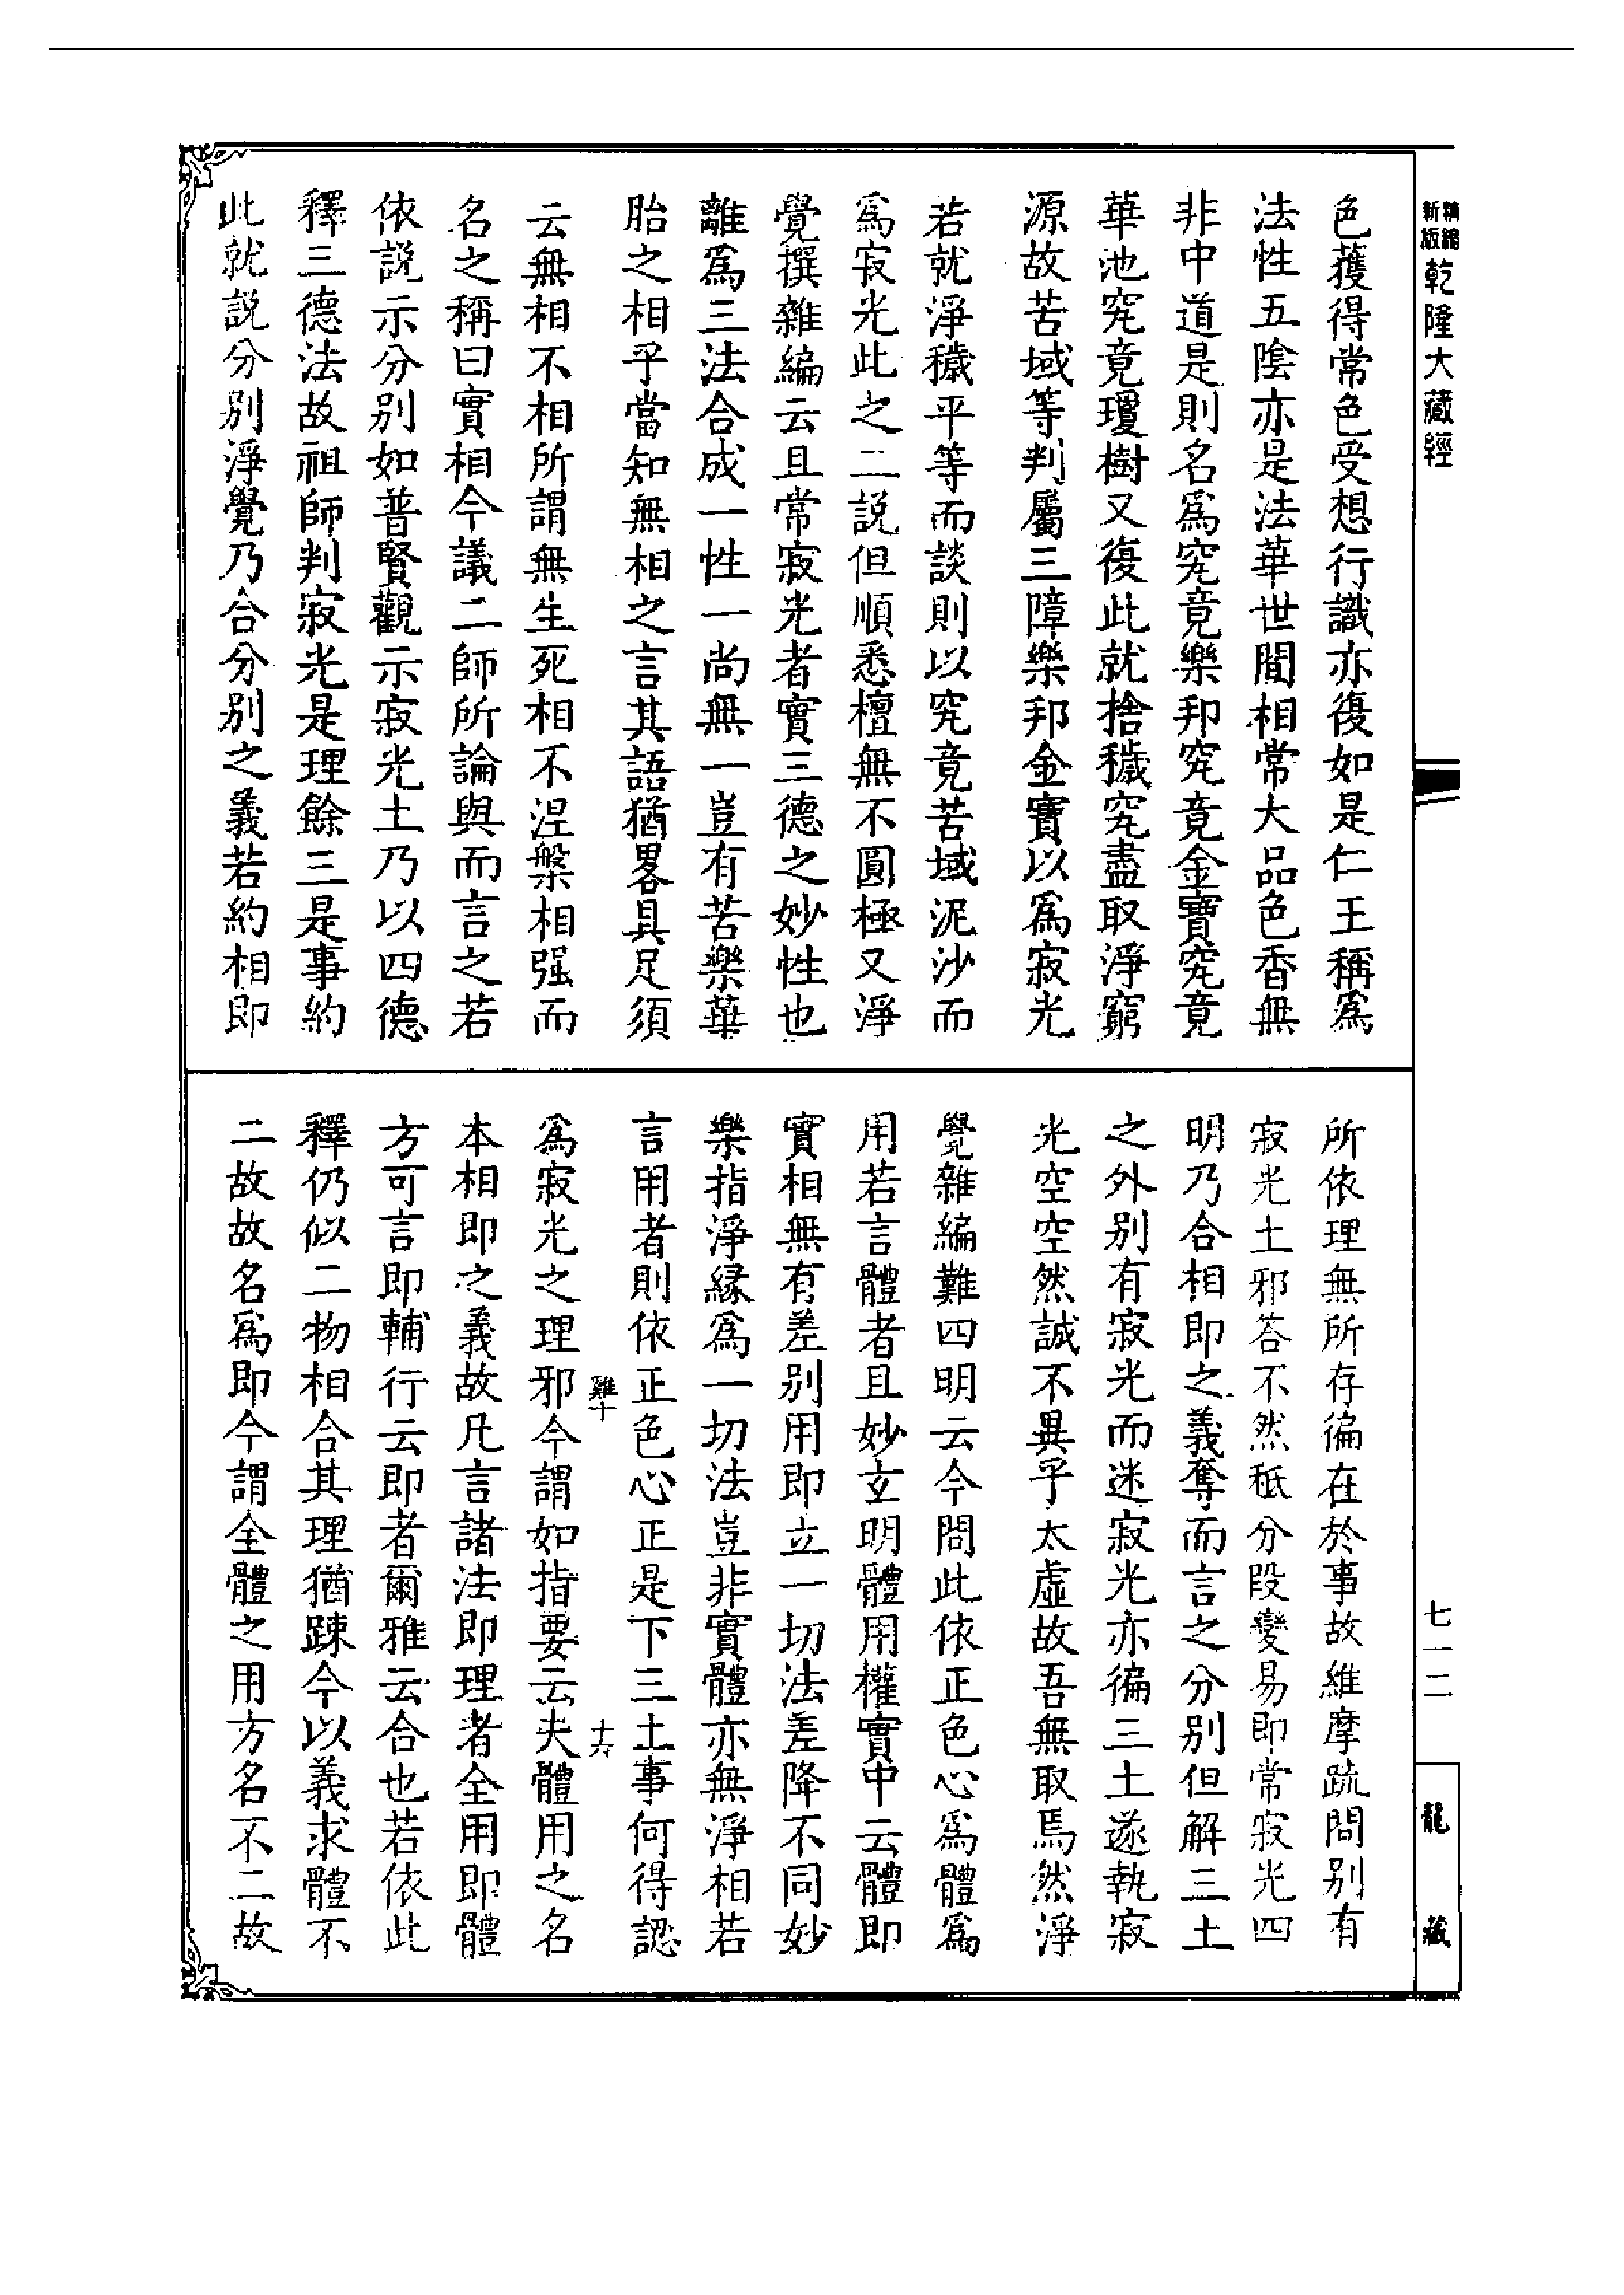 新版 精縮 乾隆大藏經
色獲得常色受想行識亦復如是仁王稱爲
法性五陰亦是法華世間相常大品色香無
非中道是則名爲究竟樂邦究竟金寶究竟
華池究竟瓊樹又復此就捨穢究盡取淨窮
源故苦域等判屬三障樂邦金寶以爲寂光
若就淨穢平等而談則以究竟苦域泥沙而
爲寂光此之二説但順悉檀無不圓極又淨
覺撰雜編云且常寂光者實三德之妙性也
離爲三法合成一性一尚無一豈有苦樂華
胎之相乎當知無相之言其語猶畧具足須
云無相不相所謂無生死相不涅槃相强而
名之稱曰實相今議二師所論與而言之若
依説示分别如普賢觀示寂光土乃以四德
釋三德法故祖師判寂光是理餘三是事約
此就説分别淨覺乃合分别之義若約相即
所依理無所存徧在於事故維摩䟽問别有
寂光土邪答不然秖分段變易即常寂光四
明乃合相即之義奪而言之分别但解三土
之外别有寂光而迷寂光亦徧三土遂執寂
光空空然誠不異乎太虛故吾無取焉然淨
覺雜編難四明云今問此依正色心爲體爲
用若言體者且妙玄明體用權實中云體即
實相無有差别用即立一切法差降不同妙
樂指淨緣爲一切法豈非實體亦無淨相若
言用者則依正色心正是下三土事何得認
爲寂光之理邪今謂如指要云夫體用之名
本相即之義故凡言諸法即理者全用即體
方可言即輔行云即者爾雅云合也若依此
釋仍似二物相合其理猶踈今以義求體不
二故故名爲即今謂全體之用方名不二故
難十
十六
七一二
龍藏